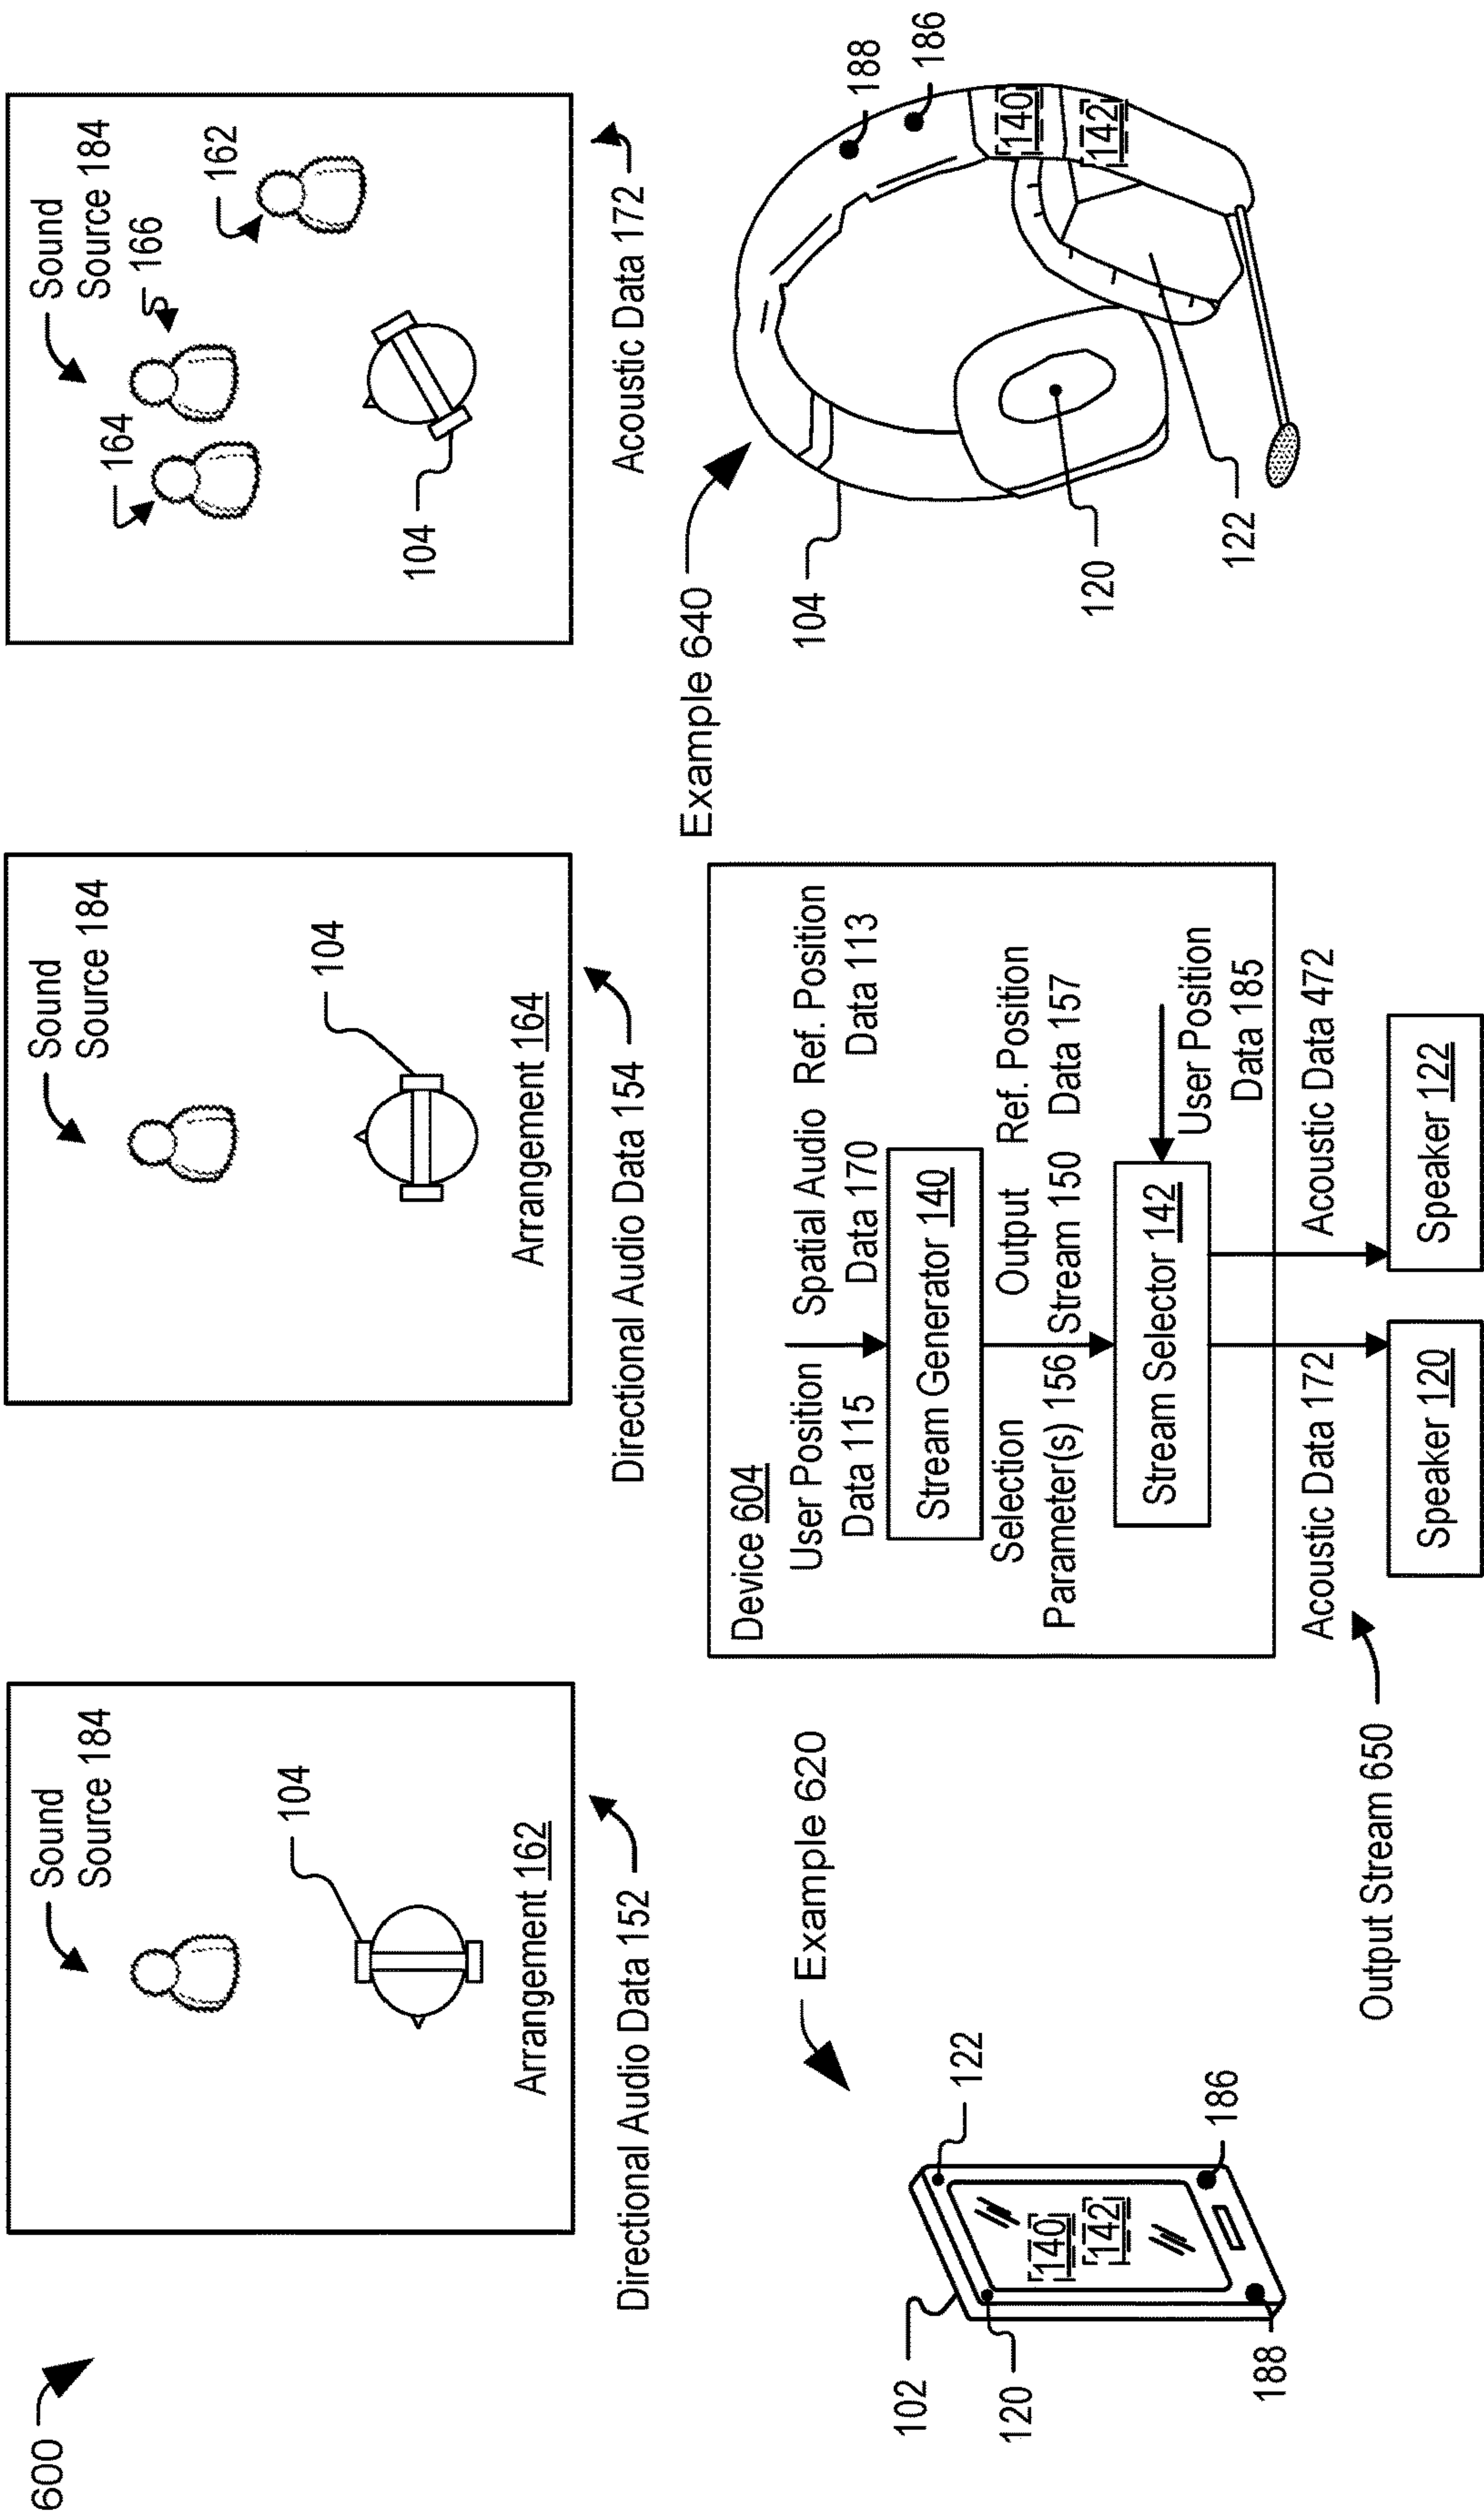 600
Sound
Source 184
104
Arrangement 162
Directional Audio Data 152
Sound
Source 184
104
Arrangement 164
Directional Audio Data 154
Sound
Source 184
164
166
162
104
Acoustic Data 172
Example 620
102
122
120
140
142
186
188
Device 604
User Position
Data 115
Spatial Audio
Data 170
Ref. Position
Data 113
Stream Generator 140
Selection
Parameter(s) 156
Output
Stream 150
Ref. Position
Data 157
Stream Selector 142
User Position
Data 185
Acoustic Data 172
Acoustic Data 472
Output Stream 650
Speaker 120
Speaker 122
Example 640
104
188
186
140
142
120
122